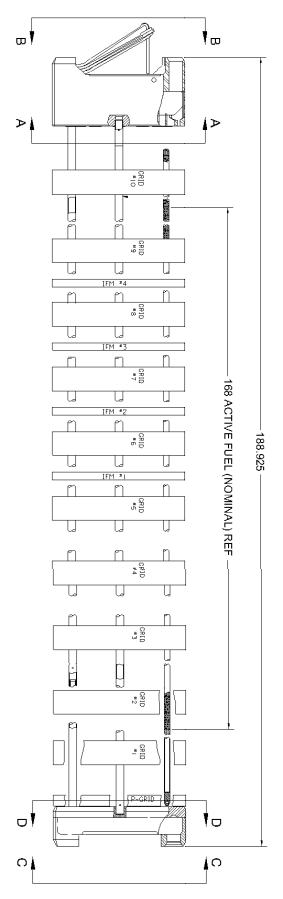 B B
A A
GRID #10
GRID #9
IFM #4
GRID #8
IFM #3
GRID #7
IFM #2
GRID #6
IFM #1
GRID #5
GRID #4
GRID #3
GRID #2
GRID #1
P-GRID
D D
C C
168 ACTIVE FUEL (NOMINAL) REF
188.925